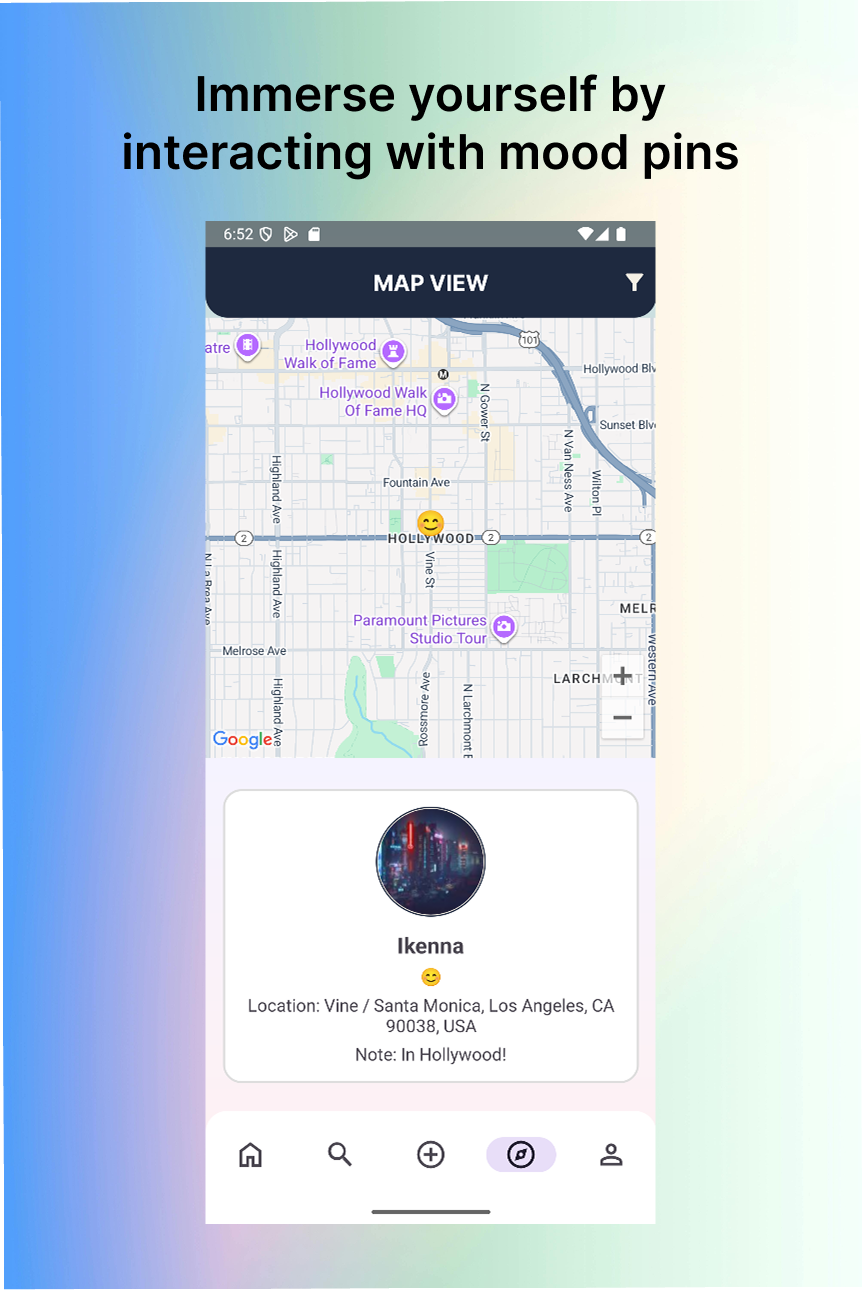 Immerse yourself by
interacting with mood pins
6:52
MAP VIEW
atre
Hollywood
Walk of Fame
101
Hollywood Blv
M
Hollywood Walk
Of Fame HQ
N Gower St
Sunset Blv
N Van Ness Ave
Wilton Pl
Highland Ave
Fountain Ave
2
HOLLYWOOD
2
2
N La Brea Ave
Highland Ave
Vine St
MELR
Paramount Pictures
Studio Tour
Melrose Ave
Western Ave
LARCHMONT
+
−
Highland Ave
Rossmore Ave
N Larchmont B
Google
Ikenna
😊
Location: Vine / Santa Monica, Los Angeles, CA
90038, USA
Note: In Hollywood!